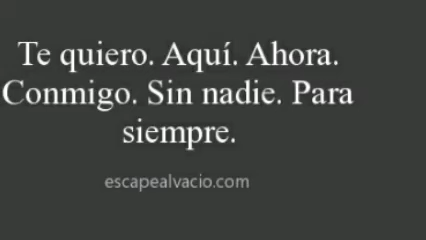 Te quiero. Aquí. Ahora.
Conmigo. Sin nadie. Para
siempre.
escapealvacio.com